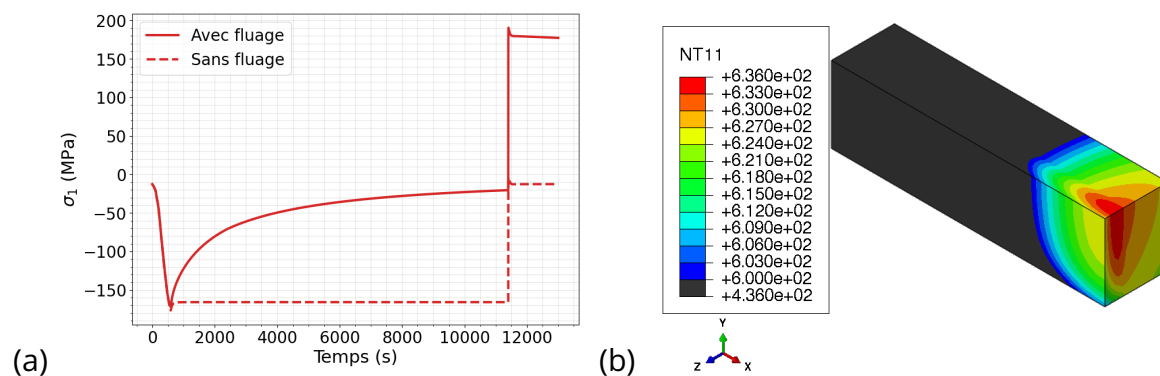 200
150
100
50
0
−50
−100
−150
σ1 (MPa)
Avec fluage
Sans fluage
0 2000 4000 6000 8000 10000 12000
Temps (s)
(a)
NT11
+6.360e+02
+6.330e+02
+6.300e+02
+6.270e+02
+6.240e+02
+6.210e+02
+6.180e+02
+6.150e+02
+6.120e+02
+6.090e+02
+6.060e+02
+6.030e+02
+6.000e+02
+4.360e+02
Y
Z X
(b)